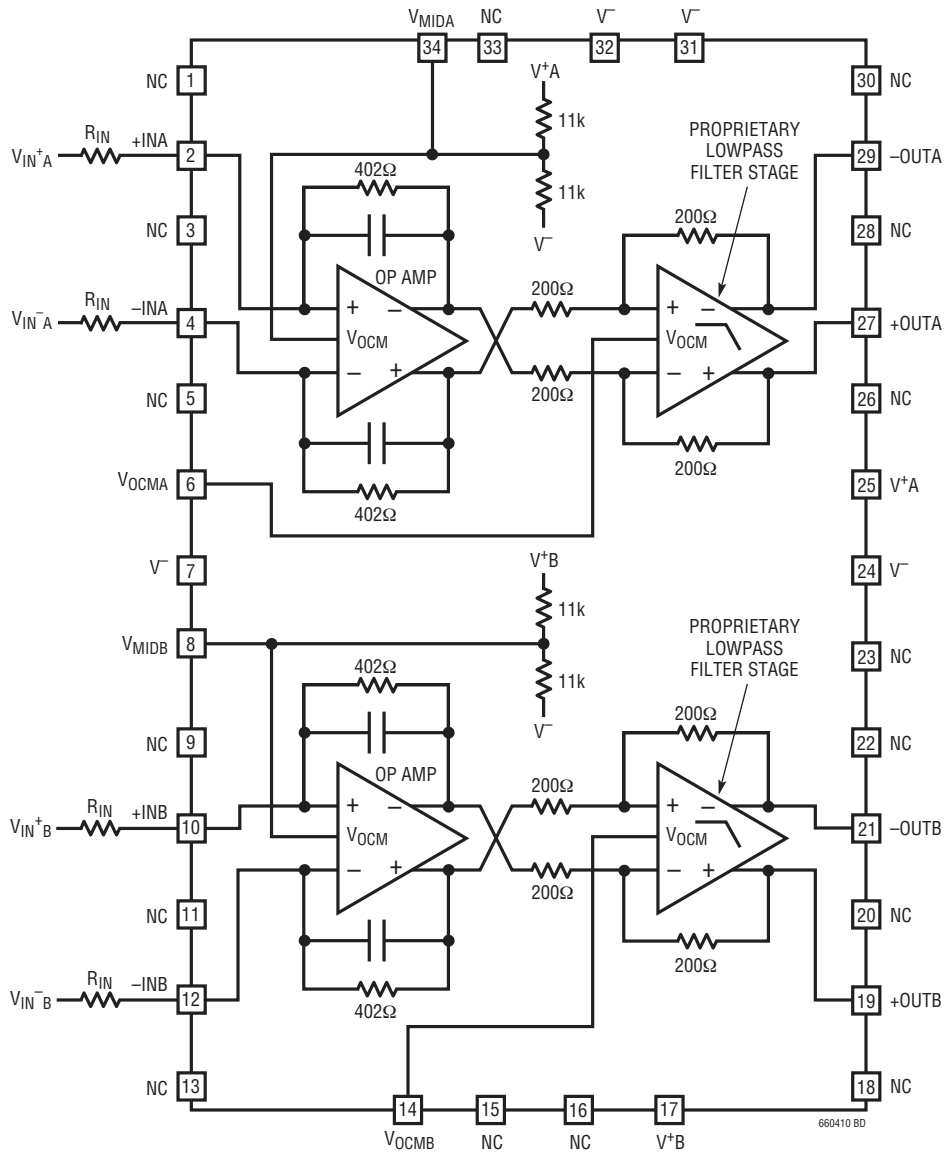 VMIDA NC V– V–
34 33 32 31
NC 1
30 NC
V+A
11k
PROPRIETARY
LOWPASS
FILTER STAGE
VIN+A RIN +INA 2
29 –OUTA
402Ω
11k
V–
200Ω
NC 3
28 NC
OP AMP
200Ω
+ –
+ –
VIN–A RIN –INA 4
27 +OUTA
VOCM
VOCM
– +
– +
200Ω
NC 5
26 NC
200Ω
402Ω
VOCMA 6
25 V+A
V– 7
24 V–
V+B
11k
PROPRIETARY
LOWPASS
FILTER STAGE
VMIDB 8
23 NC
402Ω
11k
V–
200Ω
NC 9
22 NC
OP AMP
200Ω
+ –
+ –
VIN+B RIN +INB 10
21 –OUTB
VOCM
VOCM
– +
– +
200Ω
NC 11
20 NC
200Ω
402Ω
VIN–B RIN –INB 12
19 +OUTB
NC 13
18 NC
14 15 16 17
VOCMB NC NC V+B
660410 BD